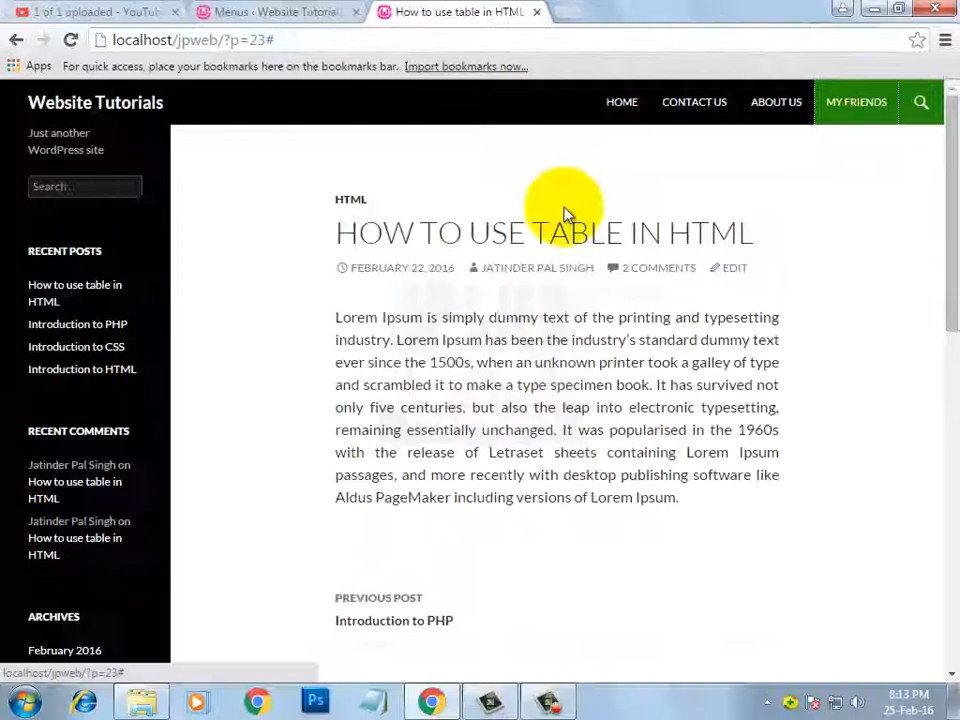 1 of 1 uploaded - YouTub
Menus ‹ Website Tutorial
How to use table in HTML
localhost/jpweb/?p=23#
Apps
For quick access, place your bookmarks here on the bookmarks bar. Import bookmarks now...
Website Tutorials
HOME
CONTACT US
ABOUT US
MY FRIENDS
Just another
WordPress site
Search...
RECENT POSTS
How to use table in
HTML
Introduction to PHP
Introduction to CSS
Introduction to HTML
RECENT COMMENTS
Jatinder Pal Singh on
How to use table in
HTML
Jatinder Pal Singh on
How to use table in
HTML
ARCHIVES
February 2016
HTML
HOW TO USE TABLE IN HTML
FEBRUARY 22, 2016
JATINDER PAL SINGH
2 COMMENTS
EDIT
Lorem Ipsum is simply dummy text of the printing and typesetting
industry. Lorem Ipsum has been the industry's standard dummy text
ever since the 1500s, when an unknown printer took a galley of type
and scrambled it to make a type specimen book. It has survived not
only five centuries, but also the leap into electronic typesetting,
remaining essentially unchanged. It was popularised in the 1960s
with the release of Letraset sheets containing Lorem Ipsum
passages, and more recently with desktop publishing software like
Aldus PageMaker including versions of Lorem Ipsum.
PREVIOUS POST
Introduction to PHP
localhost/jpweb/?p=23#
Ps
8:13 PM
25-Feb-16